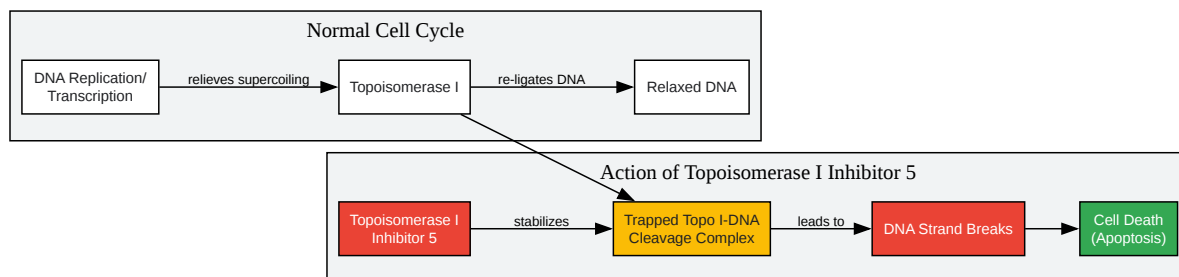 Normal Cell Cycle
DNA Replication/
Transcription
relieves supercoiling
Topoisomerase I
re-ligates DNA
Relaxed DNA
Action of Topoisomerase I Inhibitor 5
Topoisomerase I
Inhibitor 5
stabilizes
Trapped Topo I-DNA
Cleavage Complex
leads to
DNA Strand Breaks
Cell Death
(Apoptosis)